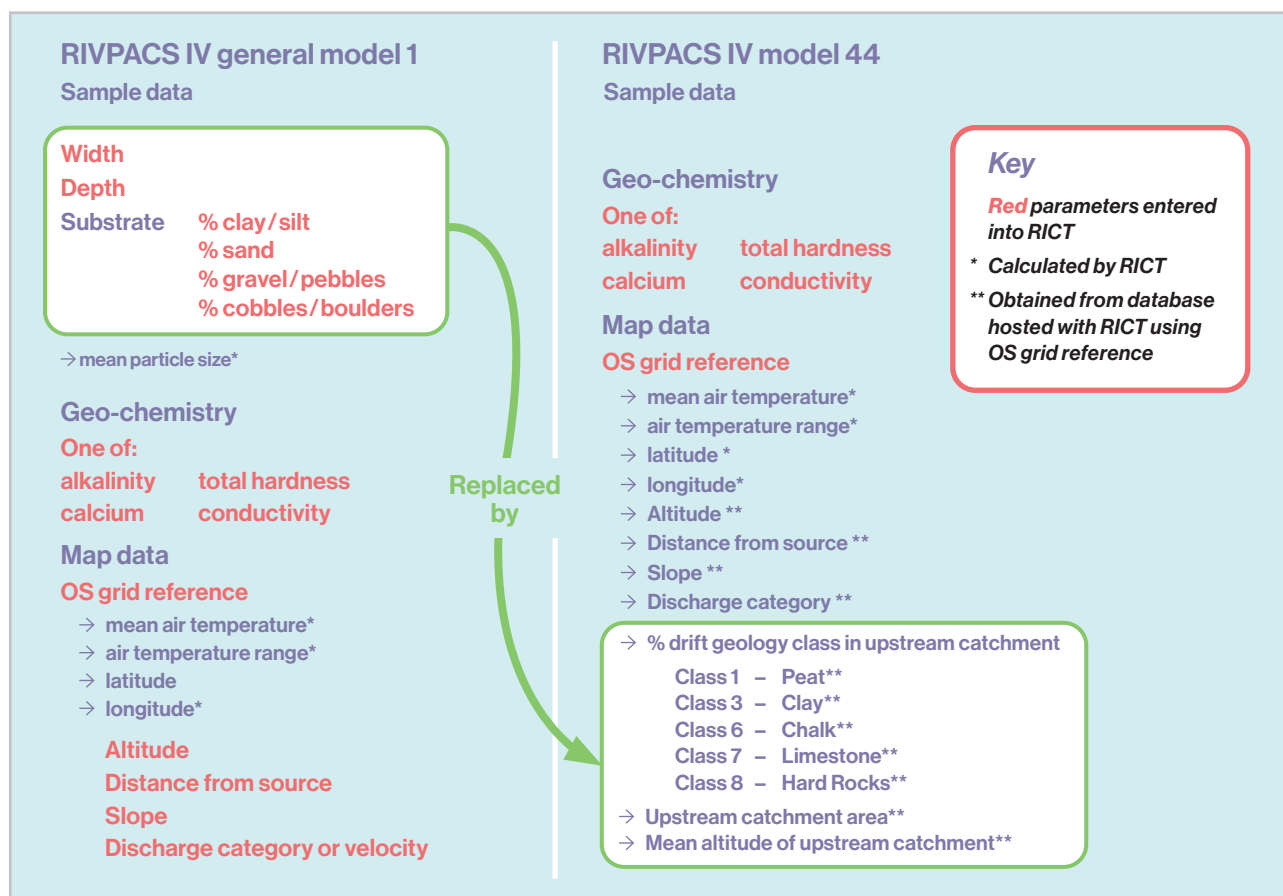 RIVPACS IV general model 1
Sample data
Width
Depth
Substrate % clay/silt
% sand
% gravel/pebbles
% cobbles/boulders
→ mean particle size*
Geo-chemistry
One of:
alkalinity total hardness
calcium conductivity
Map data
OS grid reference
→ mean air temperature*
→ air temperature range*
→ latitude
→ longitude*
Altitude
Distance from source
Slope
Discharge category or velocity
Replaced
by
RIVPACS IV model 44
Sample data
Geo-chemistry
One of:
alkalinity total hardness
calcium conductivity
Map data
OS grid reference
→ mean air temperature*
→ air temperature range*
→ latitude *
→ longitude*
→ Altitude **
→ Distance from source **
→ Slope **
→ Discharge category **
→ % drift geology class in upstream catchment
Class 1 – Peat**
Class 3 – Clay**
Class 6 – Chalk**
Class 7 – Limestone**
Class 8 – Hard Rocks**
→ Upstream catchment area**
→ Mean altitude of upstream catchment**
Key
Red parameters entered
into RICT
* Calculated by RICT
** Obtained from database
hosted with RICT using
OS grid reference